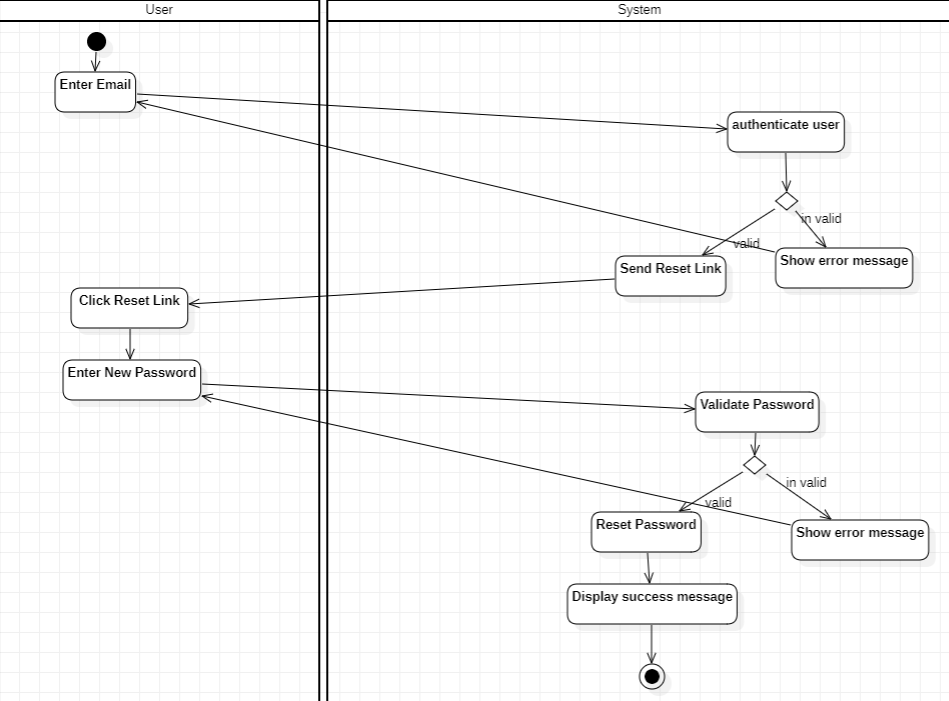 User
System
Enter Email
authenticate user
in valid
valid
Show error message
Send Reset Link
Click Reset Link
Enter New Password
Validate Password
in valid
valid
Reset Password
Show error message
Display success message